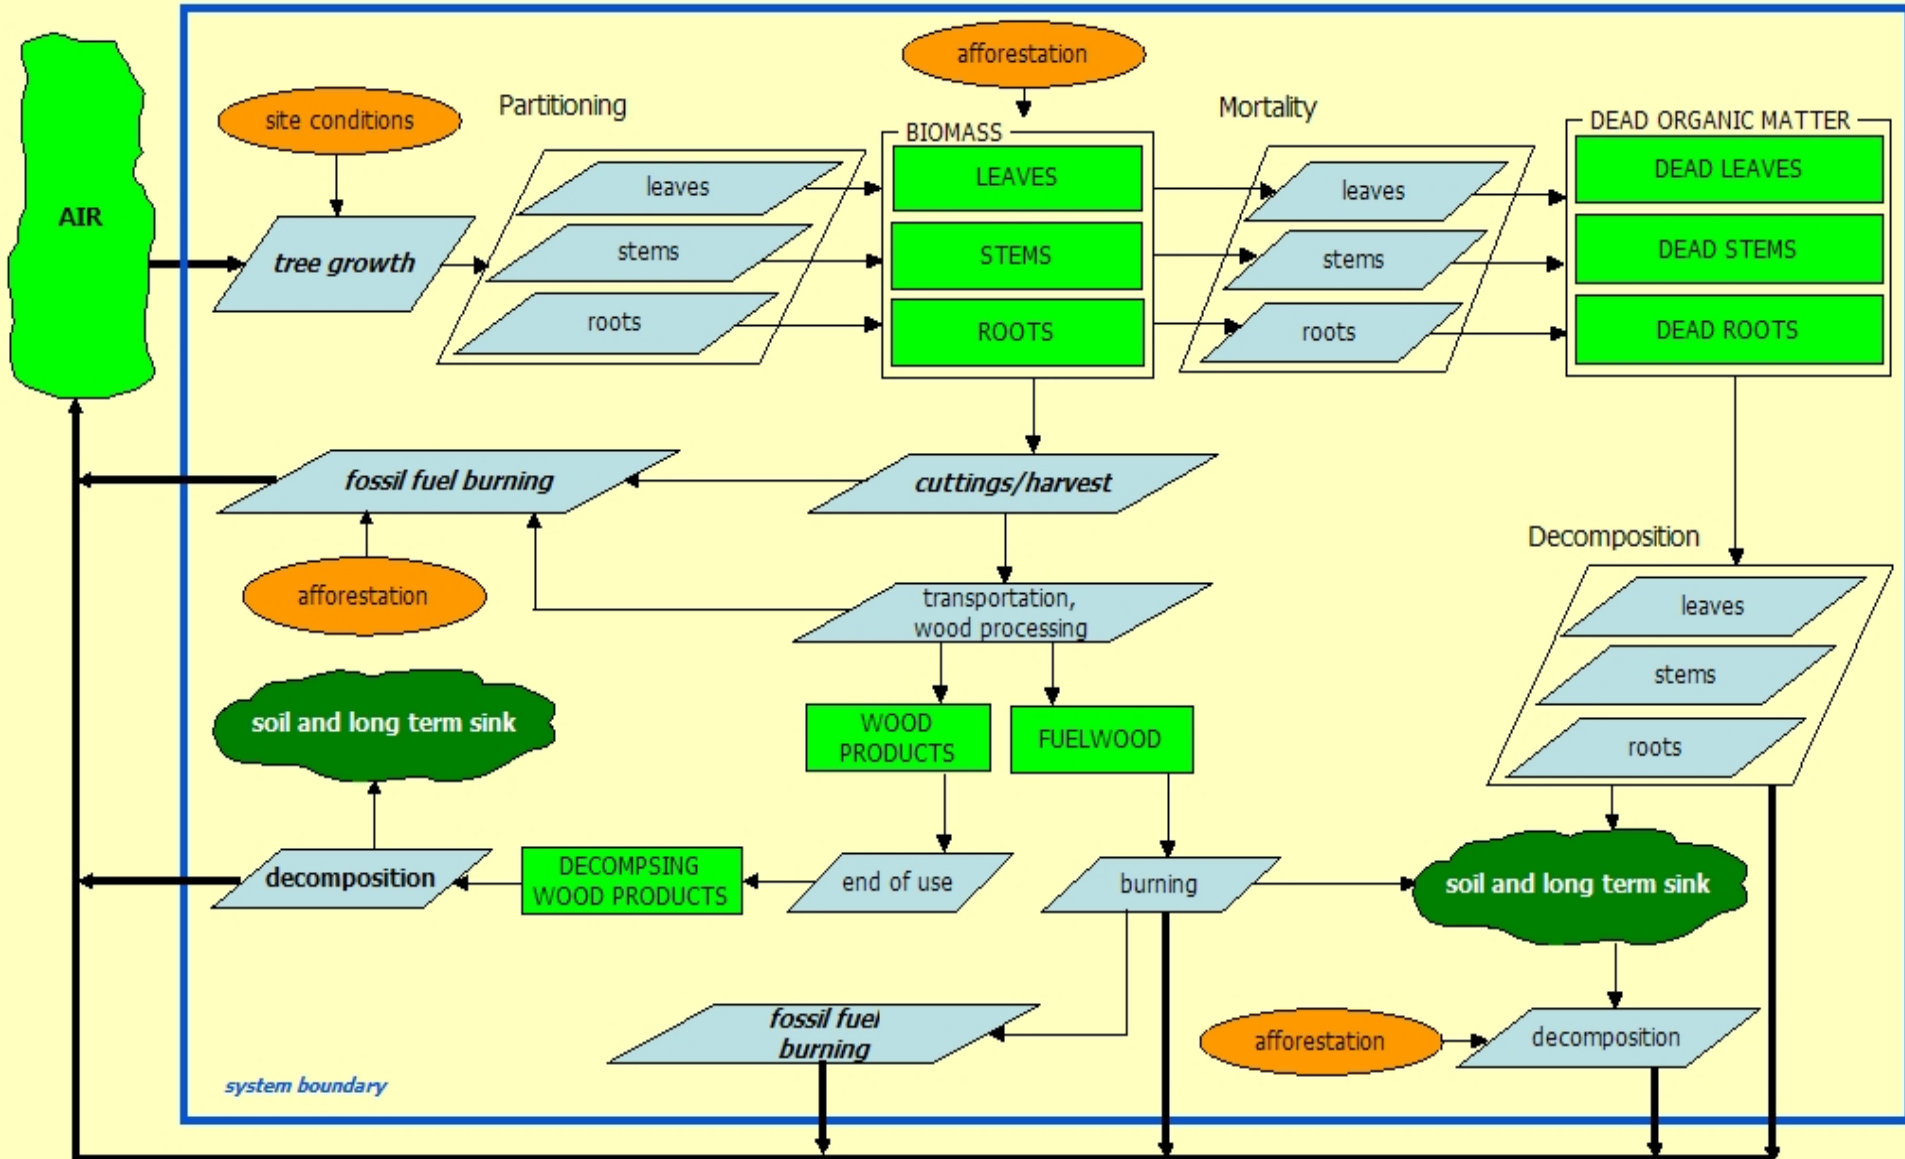 afforestation
site conditions
Partitioning
Mortality
BIOMASS
DEAD ORGANIC MATTER
AIR
tree growth
leaves
stems
roots
LEAVES
STEMS
ROOTS
leaves
stems
roots
DEAD LEAVES
DEAD STEMS
DEAD ROOTS
fossil fuel burning
cuttings/harvest
Decomposition
afforestation
transportation,
wood processing
leaves
stems
roots
soil and long term sink
WOOD
PRODUCTS
FUELWOOD
decomposition
DECOMPSING
WOOD PRODUCTS
end of use
burning
soil and long term sink
fossil fuel
burning
afforestation
decomposition
system boundary